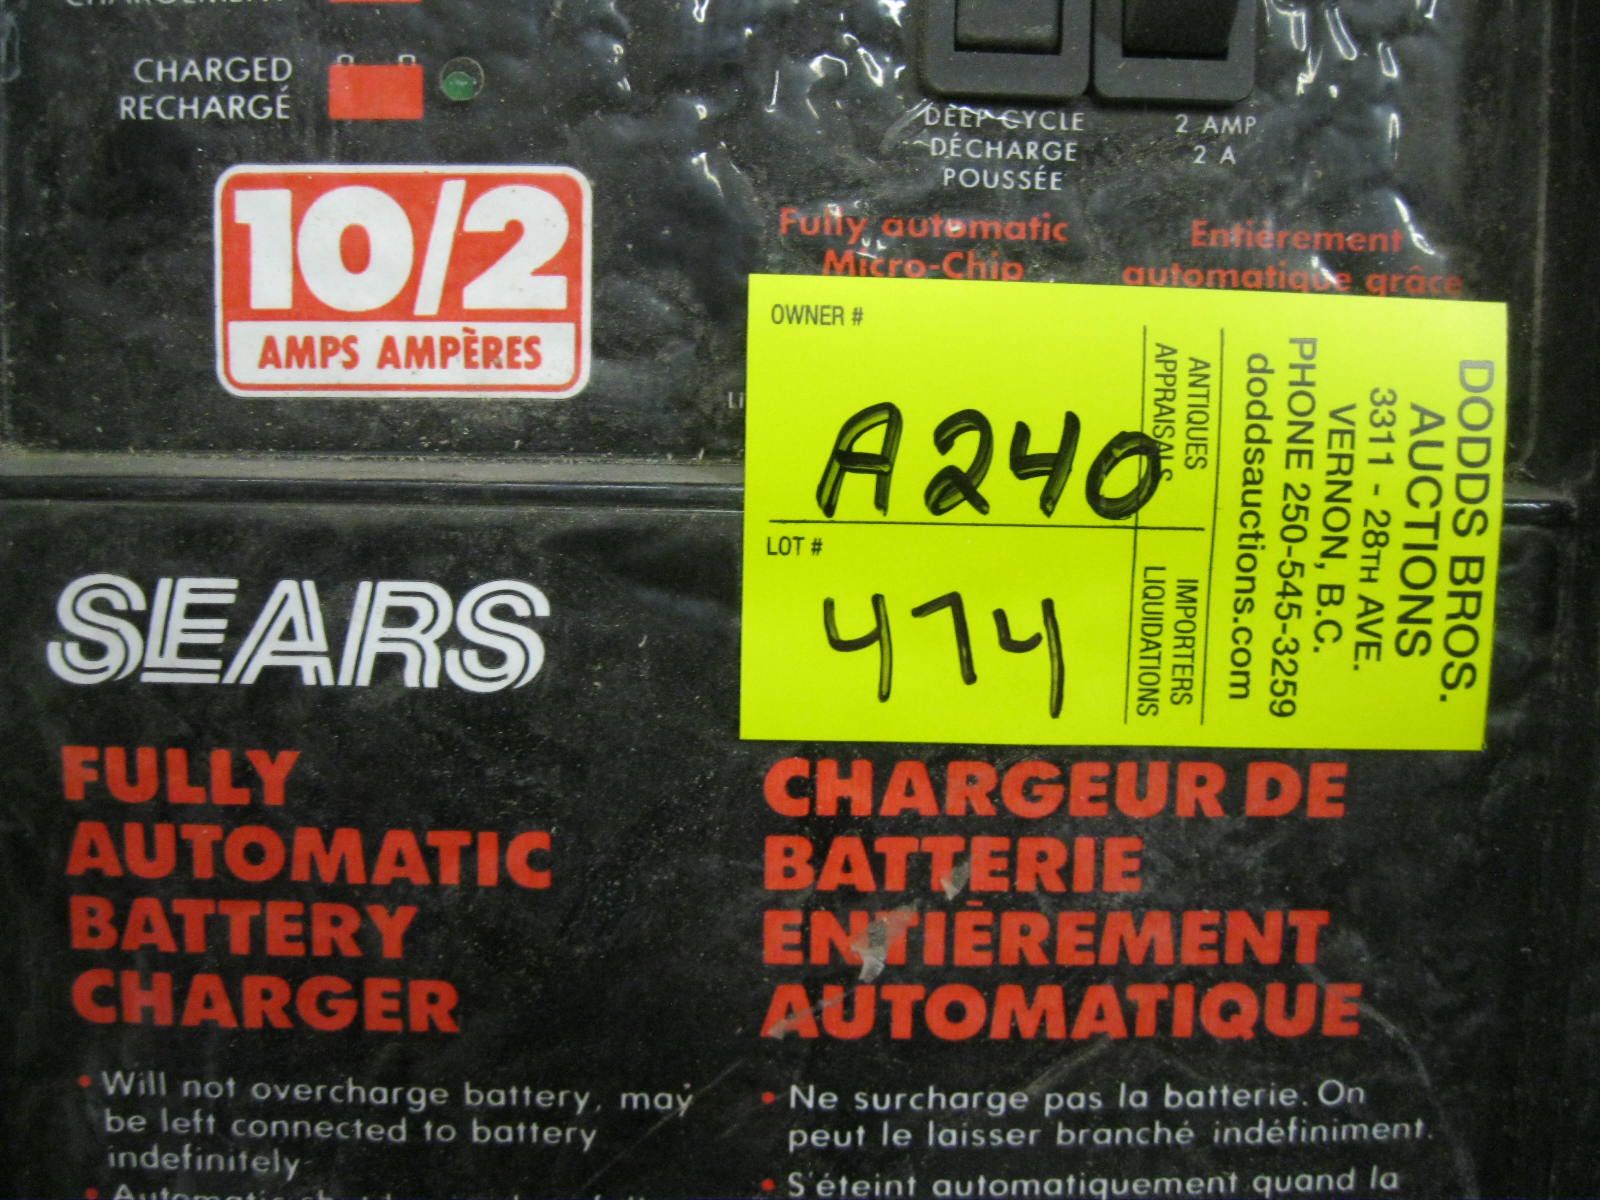 CHARGED
RECHARGÉ
DEEP CYCLE
DÉCHARGE
POUSSÉE
2 AMP
2 A
10/2
AMPS AMPÈRES
Fully automatic
Micro-Chip
Entièrement
automatique grâce
OWNER #
A240
LOT #
474
ANTIQUES
APPRAISALS
IMPORTERS
LIQUIDATIONS
DODDS BROS.
AUCTIONS
3311 - 28TH AVE.
VERNON, B.C.
PHONE 250-545-3259
doddsauctions.com
SEARS
FULLY
AUTOMATIC
BATTERY
CHARGER
• Will not overcharge battery, may
be left connected to battery
indefinitely
CHARGEUR DE
BATTERIE
ENTIÈREMENT
AUTOMATIQUE
• Ne surcharge pas la batterie. On
peut le laisser branché indéfiniment.
• S'éteint automatiquement quand la